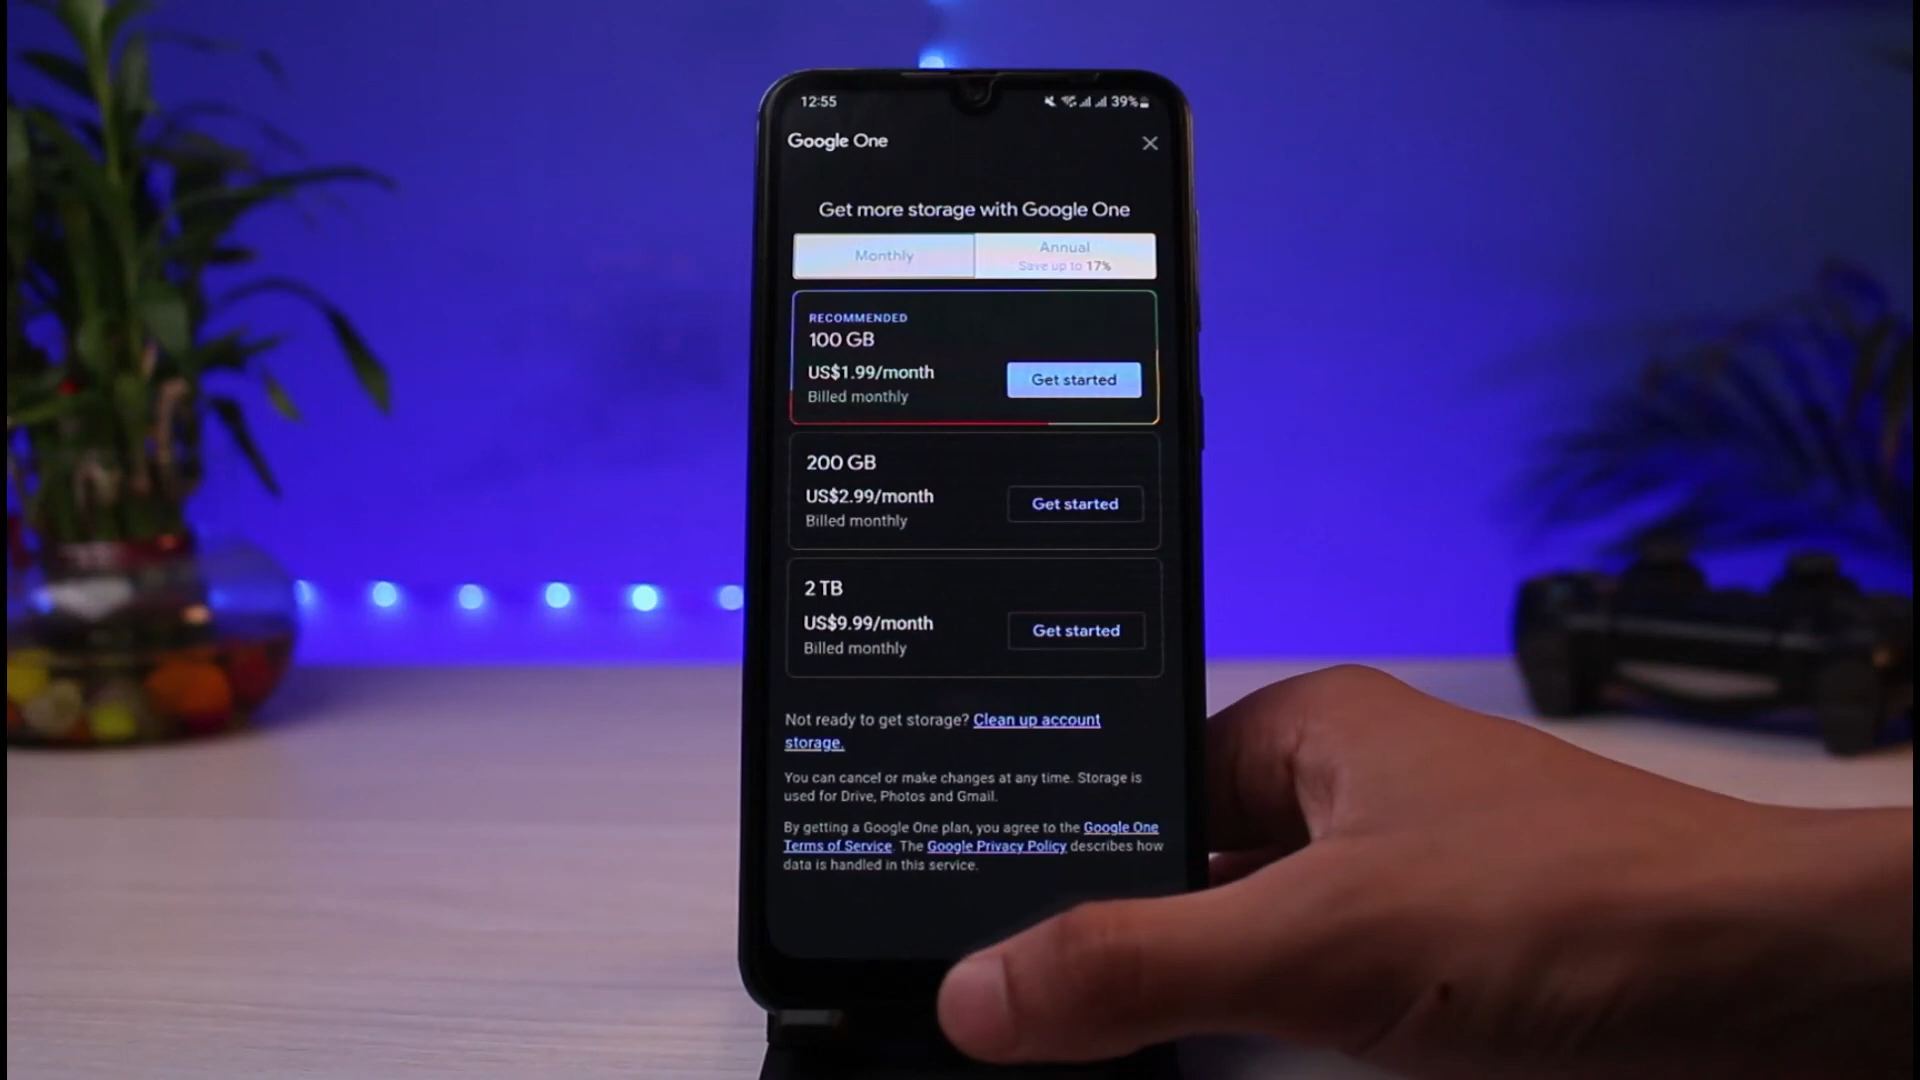 12:55 39%
Google One
Get more storage with Google One
Monthly
Annual
Save up to 17%
RECOMMENDED
100 GB
US$1.99/month
Billed monthly
Get started
200 GB
US$2.99/month
Billed monthly
Get started
2 TB
US$9.99/month
Billed monthly
Get started
Not ready to get storage? Clean up account
storage.
You can cancel or make changes at any time. Storage is
used for Drive, Photos and Gmail.
By getting a Google One plan, you agree to the Google One
Terms of Service. The Google Privacy Policy describes how
data is handled in this service.